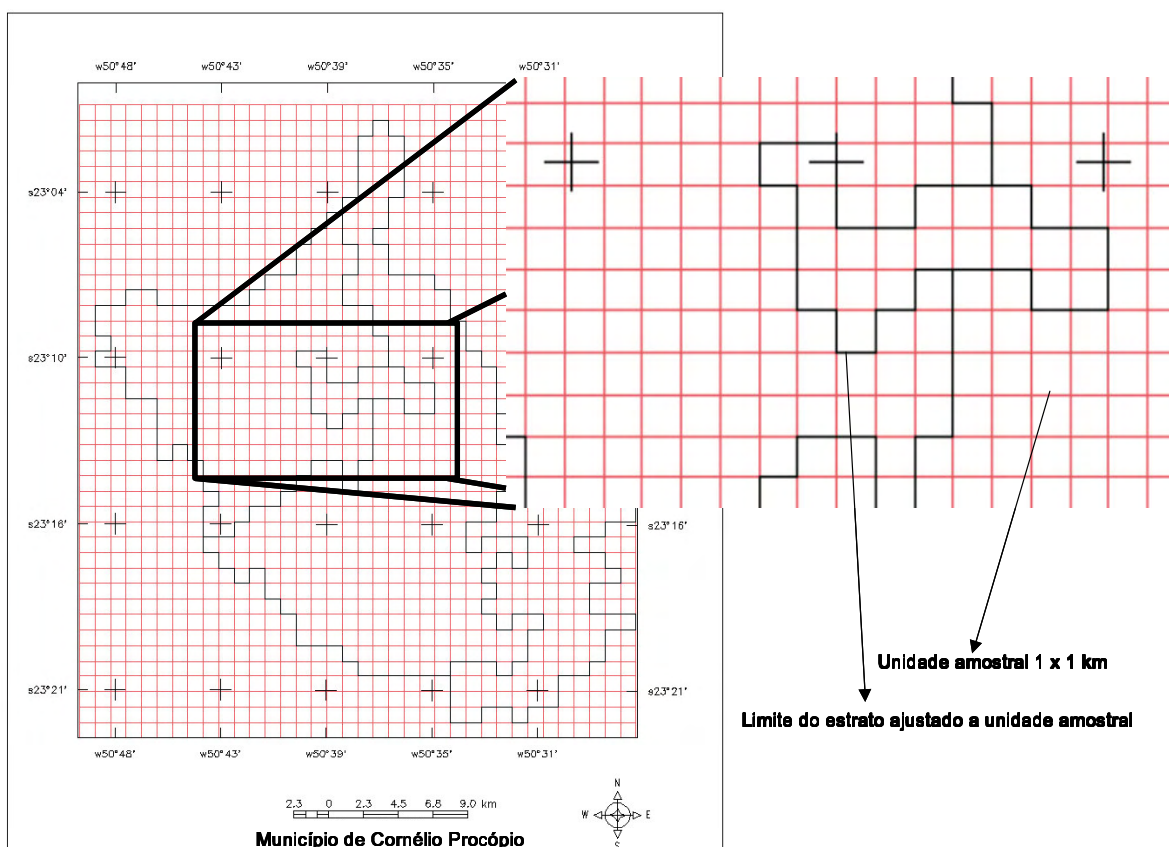 w50°48' w50°43' w50°39' w50°35' w50°31'
s23°04'
s23°10'
s23°16' s23°16'
s23°21' s23°21'
w50°48' w50°43' w50°39' w50°35' w50°31'
Unidade amostral 1 x 1 km
Limite do estrato ajustado a unidade amostral
2.3 0 2.3 4.5 6.8 9.0 km
N
W E
S
Município de Cornélio Procópio